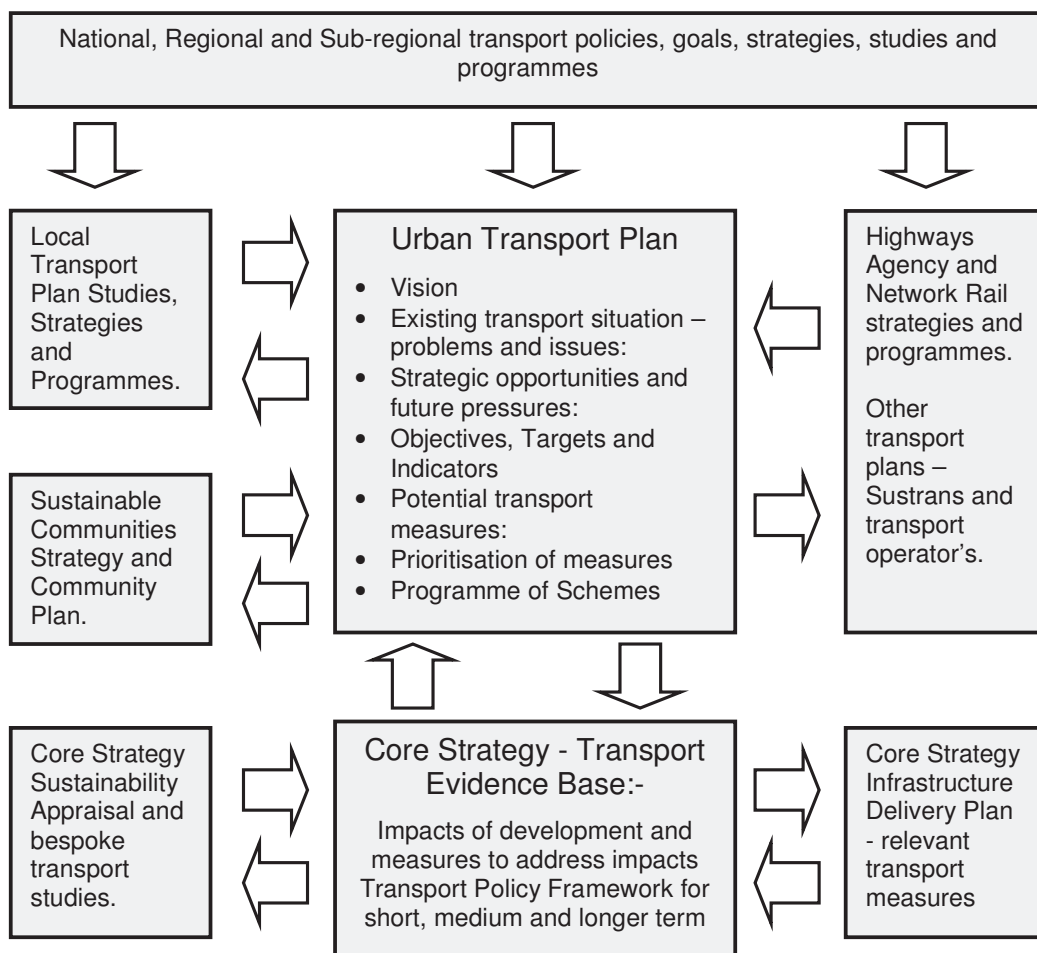 National, Regional and Sub-regional transport policies, goals, strategies, studies and
programmes
Local
Transport
Plan Studies,
Strategies
and
Programmes.
Urban Transport Plan
• Vision
• Existing transport situation –
problems and issues:
• Strategic opportunities and
future pressures:
• Objectives, Targets and
Indicators
• Potential transport
measures:
• Prioritisation of measures
• Programme of Schemes
Highways
Agency and
Network Rail
strategies and
programmes.
Other
transport
plans –
Sustrans and
transport
operator’s.
Sustainable
Communities
Strategy and
Community
Plan.
Core Strategy
Sustainability
Appraisal and
bespoke
transport
studies.
Core Strategy - Transport
Evidence Base:-
Impacts of development and
measures to address impacts
Transport Policy Framework for
short, medium and longer term
Core Strategy
Infrastructure
Delivery Plan
- relevant
transport
measures